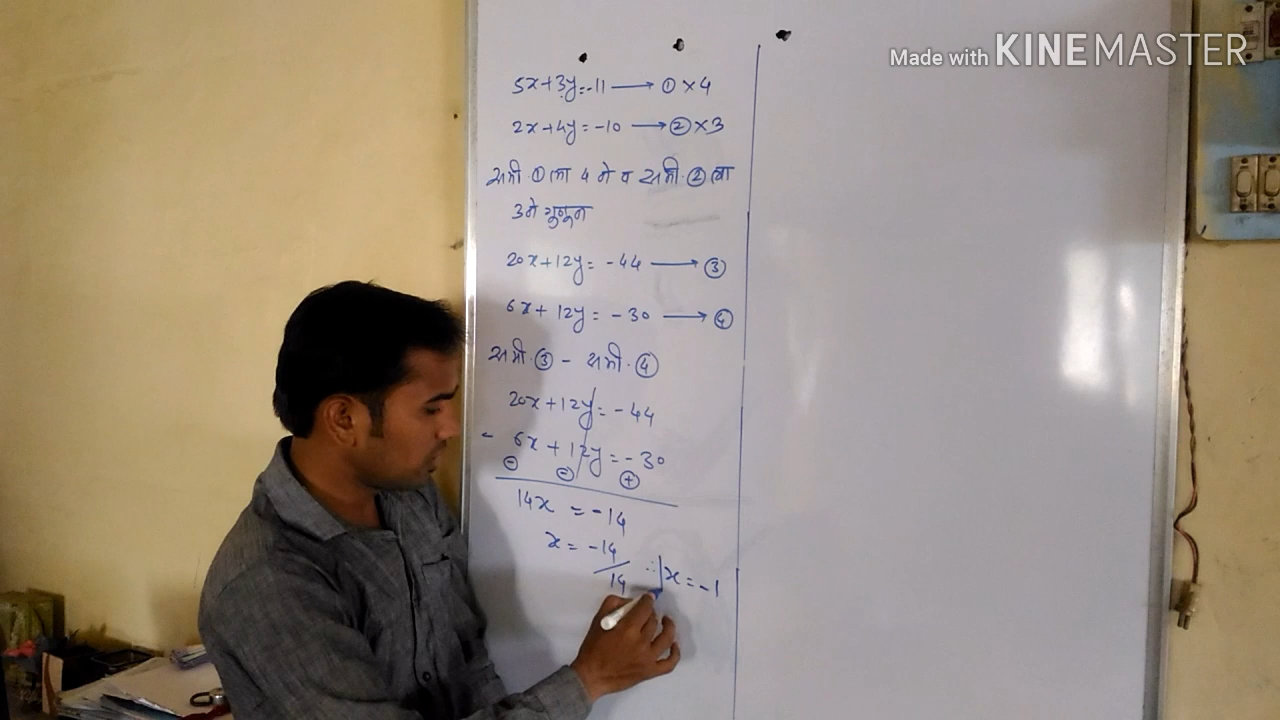 Made with KINEMASTER
5x+3y=-11 → ① ×4
2x+4y=-10 → ② ×3
समी. ① ला 4 ने व समी. ② ला
3 ने गुणून
20x+12y= -44 → ③
6x+12y= -30 → ④
समी. ③ - समी. ④
20x+12y= -44
- 6x+12y= -30
⊖ ⊖ ⊕
14x = -14
x = -14/14 ∴ x=-1